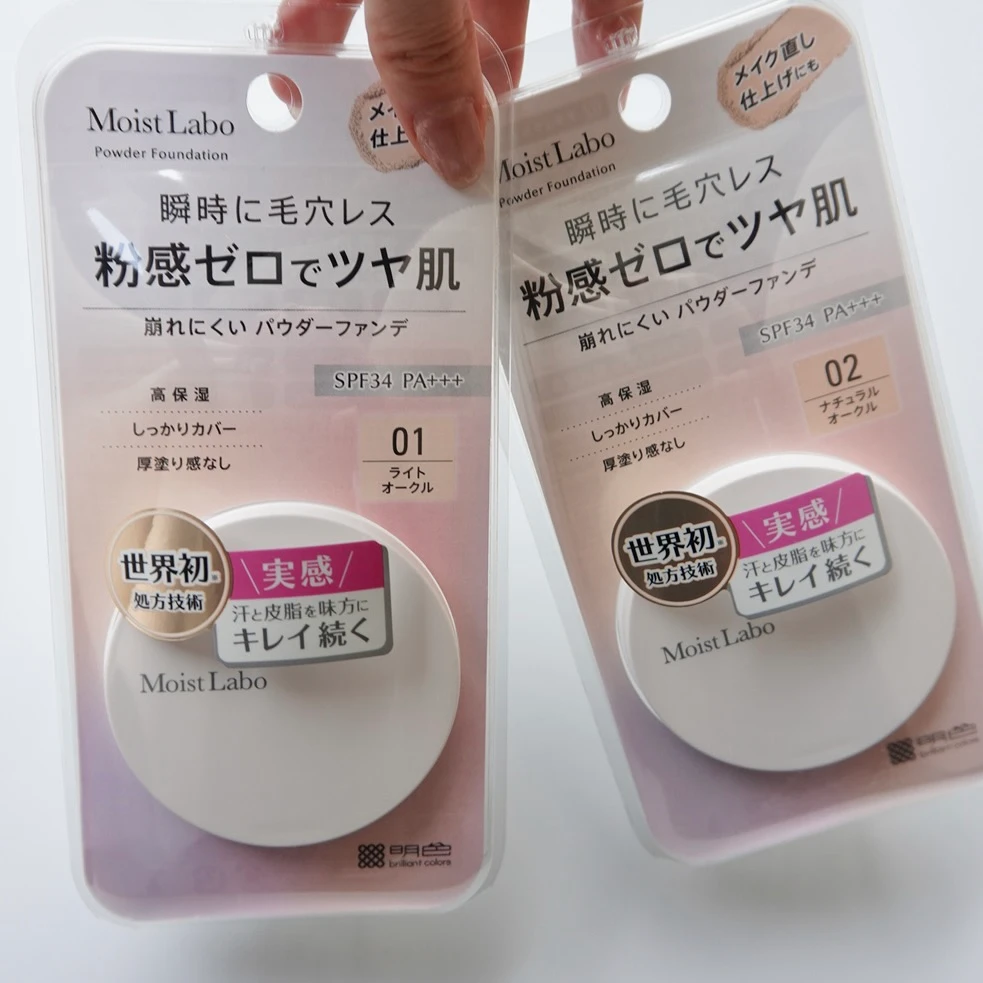 Moist Labo
Powder Foundation
メイ
仕上
瞬時に毛穴レス
粉感ゼロでツヤ肌
崩れにくい パウダーファンデ
SPF34 PA+++
高保湿
しっかりカバー
厚塗り感なし
01
ライト
オークル
世界初※
処方技術
\実感/
汗と皮脂を味方に
キレイ続く
Moist Labo
明色
brilliant colors
Moist Labo
Powder Foundation
メイク直し
仕上げにも
瞬時に毛穴レス
粉感ゼロでツヤ肌
崩れにくい パウダーファンデ
SPF34 PA+++
高保湿
しっかりカバー
厚塗り感なし
02
ナチュラル
オークル
世界初※
処方技術
\実感/
汗と皮脂を味方に
キレイ続く
Moist Labo
明色
brilliant colors